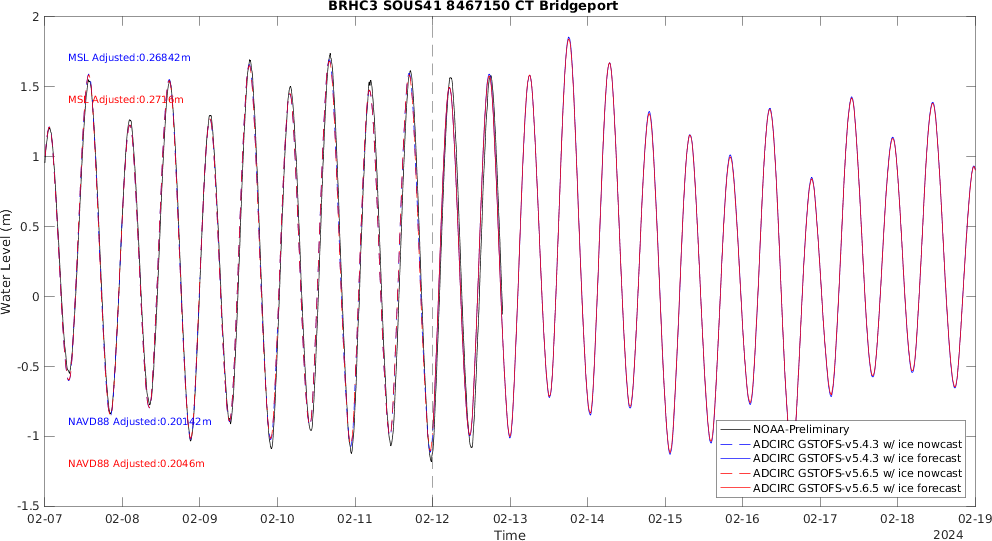 BRHC3 SOUS41 8467150 CT Bridgeport
2
1.5
1
0.5
0
-0.5
-1
-1.5
Water Level (m)
MSL Adjusted:0.26842m
MSL Adjusted:0.2716m
NAVD88 Adjusted:0.20142m
NAVD88 Adjusted:0.2046m
NOAA-Preliminary
ADCIRC GSTOFS-v5.4.3 w/ ice nowcast
ADCIRC GSTOFS-v5.4.3 w/ ice forecast
ADCIRC GSTOFS-v5.6.5 w/ ice nowcast
ADCIRC GSTOFS-v5.6.5 w/ ice forecast
02-07 02-08 02-09 02-10 02-11 02-12 02-13 02-14 02-15 02-16 02-17 02-18 02-19
Time
2024